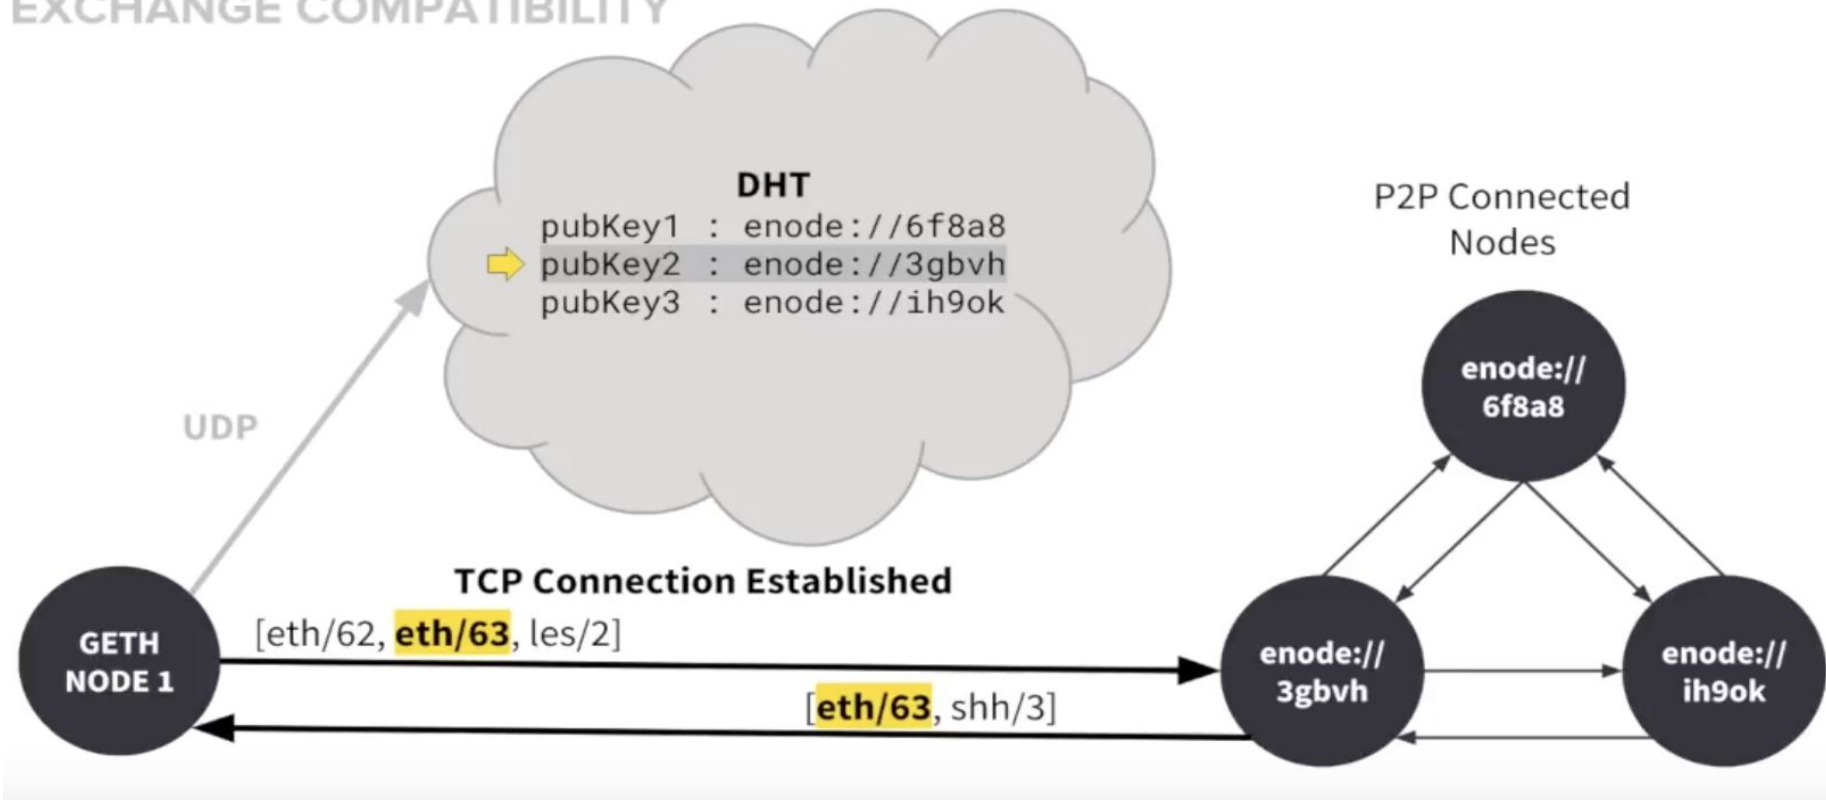 EXCHANGE COMPATIBILITY
DHT
pubKey1 : enode://6f8a8
pubKey2 : enode://3gbvh
pubKey3 : enode://ih9ok
UDP
P2P Connected
Nodes
enode://
6f8a8
TCP Connection Established
[eth/62, eth/63, les/2]
GETH
NODE 1
[eth/63, shh/3]
enode://
3gbvh
enode://
ih9ok